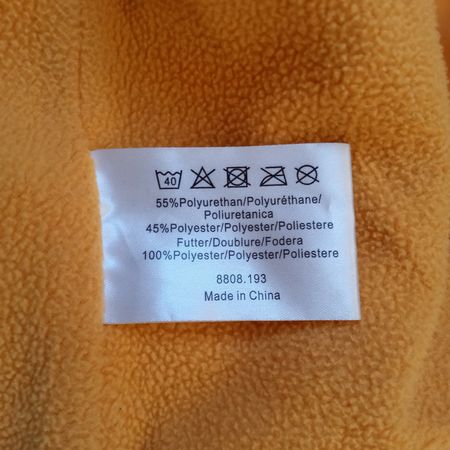 40
55%Polyurethan/Polyuréthane/
Poliuretanica
45%Polyester/Polyester/Poliestere
Futter/Doublure/Fodera
100%Polyester/Polyester/Poliestere
8808.193
Made in China